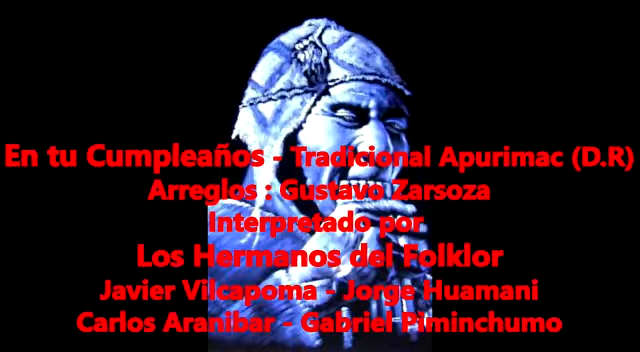 En tu Cumpleaños - Tradicional Apurimac (D.R)
Arreglos : Gustavo Zarsoza
Interpretado por
Los Hermanos del Folklor
Javier Vilcapoma - Jorge Huamani
Carlos Aranibar - Gabriel Piminchumo